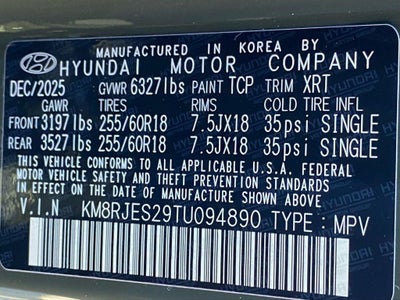 MANUFACTURED IN KOREA BY
HYUNDAI MOTOR COMPANY
DEC/2025 GVWR 6327lbs PAINT TCP TRIM XRT
GAWR TIRES RIMS COLD TIRE INFL
FRONT 3197lbs 255/60R18 7.5JX18 35psi SINGLE
REAR 3527lbs 255/60R18 7.5JX18 35psi SINGLE
THIS VEHICLE CONFORMS TO ALL APPLICABLE U.S.A. FEDERAL
MOTOR VEHICLE SAFETY, BUMPER, AND THEFT PREVENTION
STANDARDS IN EFFECT ON THE DATE OF MANUFACTURE SHOWN ABOVE.
V.I.N KM8RJES29TU094890 TYPE: MPV